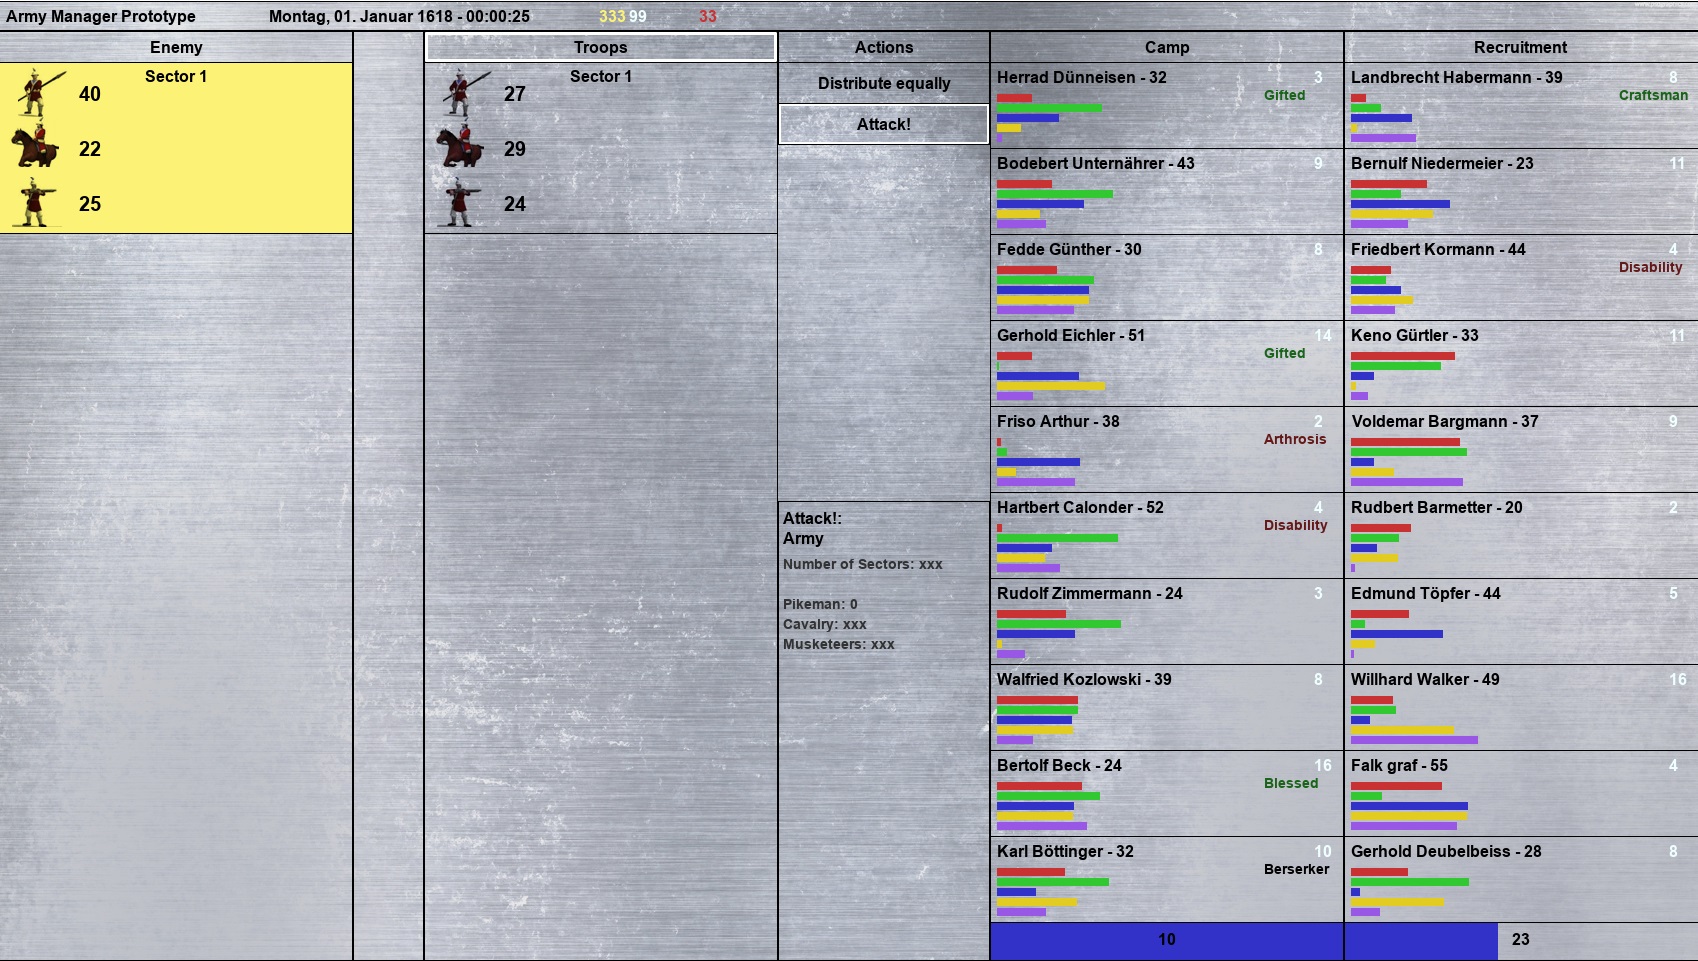 Army Manager Prototype
Montag, 01. Januar 1618 - 00:00:25
333 99
33
Enemy
Sector 1
40
22
25
Troops
Sector 1
27
29
24
Actions
Distribute equally
Attack!
Attack!:
Army
Number of Sectors: xxx
Pikeman: 0
Cavalry: xxx
Musketeers: xxx
Camp
Herrad Dünneisen - 32 3
Gifted
Bodebert Unternährer - 43 9
Fedde Günther - 30 8
Gerhold Eichler - 51 14
Gifted
Friso Arthur - 38 2
Arthrosis
Hartbert Calonder - 52 4
Disability
Rudolf Zimmermann - 24 3
Walfried Kozlowski - 39 8
Bertolf Beck - 24 16
Blessed
Karl Böttinger - 32 10
Berserker
10
Recruitment
Landbrecht Habermann - 39 8
Craftsman
Bernulf Niedermeier - 23 11
Friedbert Kormann - 44 4
Disability
Keno Gürtler - 33 11
Voldemar Bargmann - 37 9
Rudbert Barmetter - 20 2
Edmund Töpfer - 44 5
Willhard Walker - 49 16
Falk graf - 55 4
Gerhold Deubelbeiss - 28 8
23